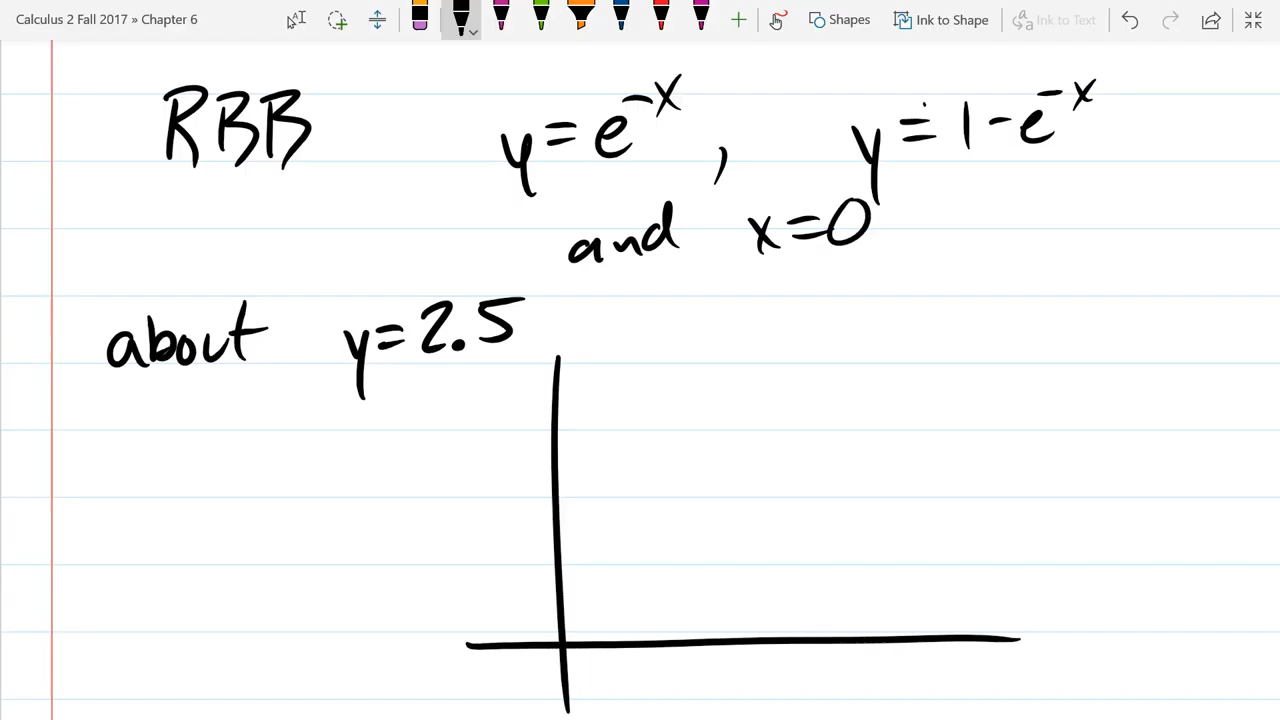 Calculus 2 Fall 2017 » Chapter 6 Shapes Ink to Shape Ink to Text
RBB y = e^{-x}, y = 1 - e^{-x}
and x = 0
about y = 2.5